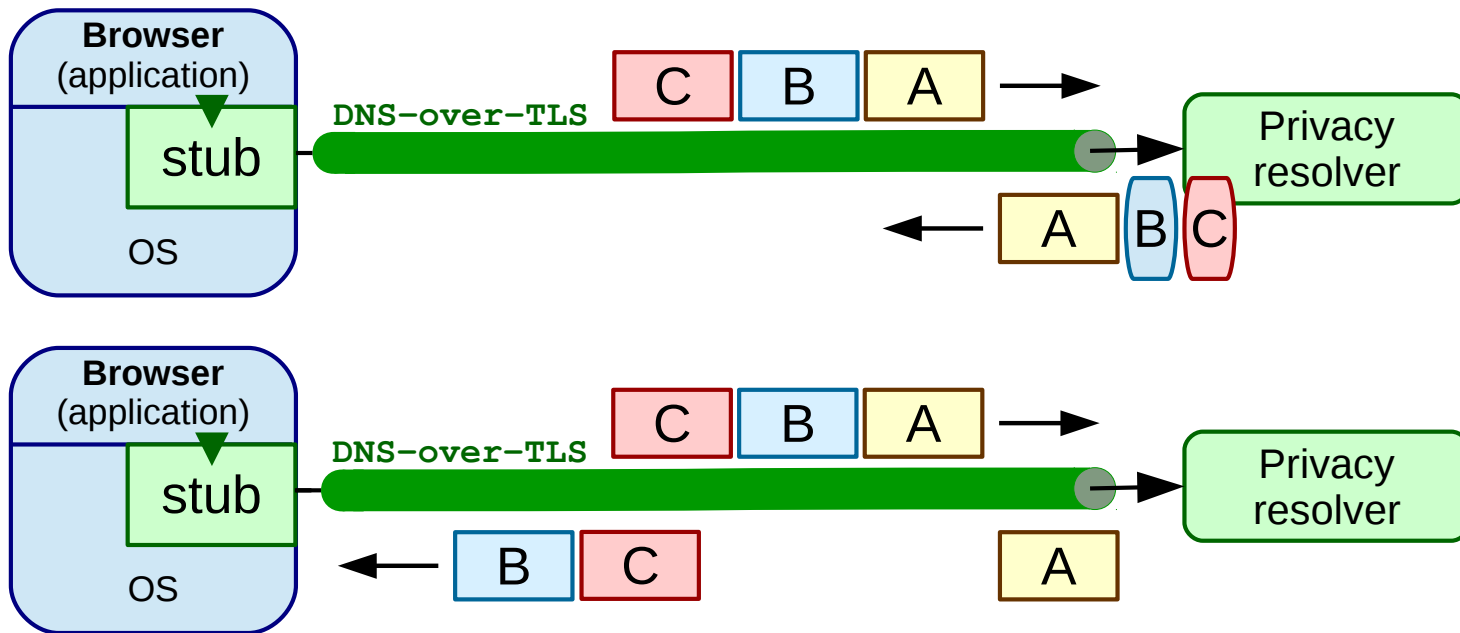 Browser
(application)
stub
OS
DNS-over-TLS
C B A
Privacy
resolver
A B C
Browser
(application)
stub
OS
DNS-over-TLS
C B A
Privacy
resolver
B C A